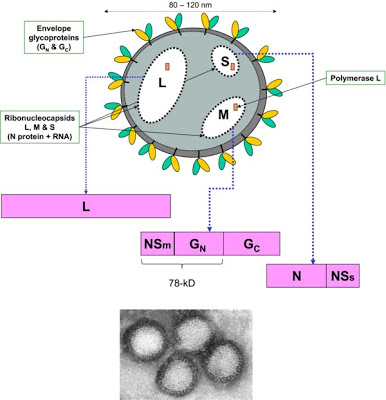 80 – 120 nm
Envelope
glycoproteins
(GN & GC)
S
L
Polymerase L
Ribonucleocapsids
L, M & S
(N protein + RNA)
M
L
NSm GN GC
78-kD
N NSs